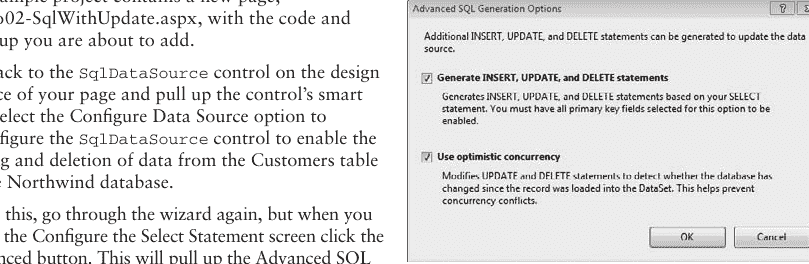 ample project contains a new page,
02-SqlWithUpdate.aspx, with the code and
up you are about to add.
ack to the SqlDataSource control on the design
ce of your page and pull up the control's smart
elect the Configure Data Source option to
figure the SqlDataSource control to enable the
g and deletion of data from the Customers table
e Northwind database.
this, go through the wizard again, but when you
the Configure the Select Statement screen click the
anced button. This will pull up the Advanced SQL
Advanced SQL Generation Options
Additional INSERT, UPDATE, and DELETE statements can be generated to update the data
source.
Generate INSERT, UPDATE, and DELETE statements
Generates INSERT, UPDATE, and DELETE statements based on your SELECT
statement. You must have all primary key fields selected for this option to be
enabled.
Use optimistic concurrency
Modifies UPDATE and DELETE statements to detect whether the database has
changed since the record was loaded into the DataSet. This helps prevent
concurrency conflicts.
OK
Cancel